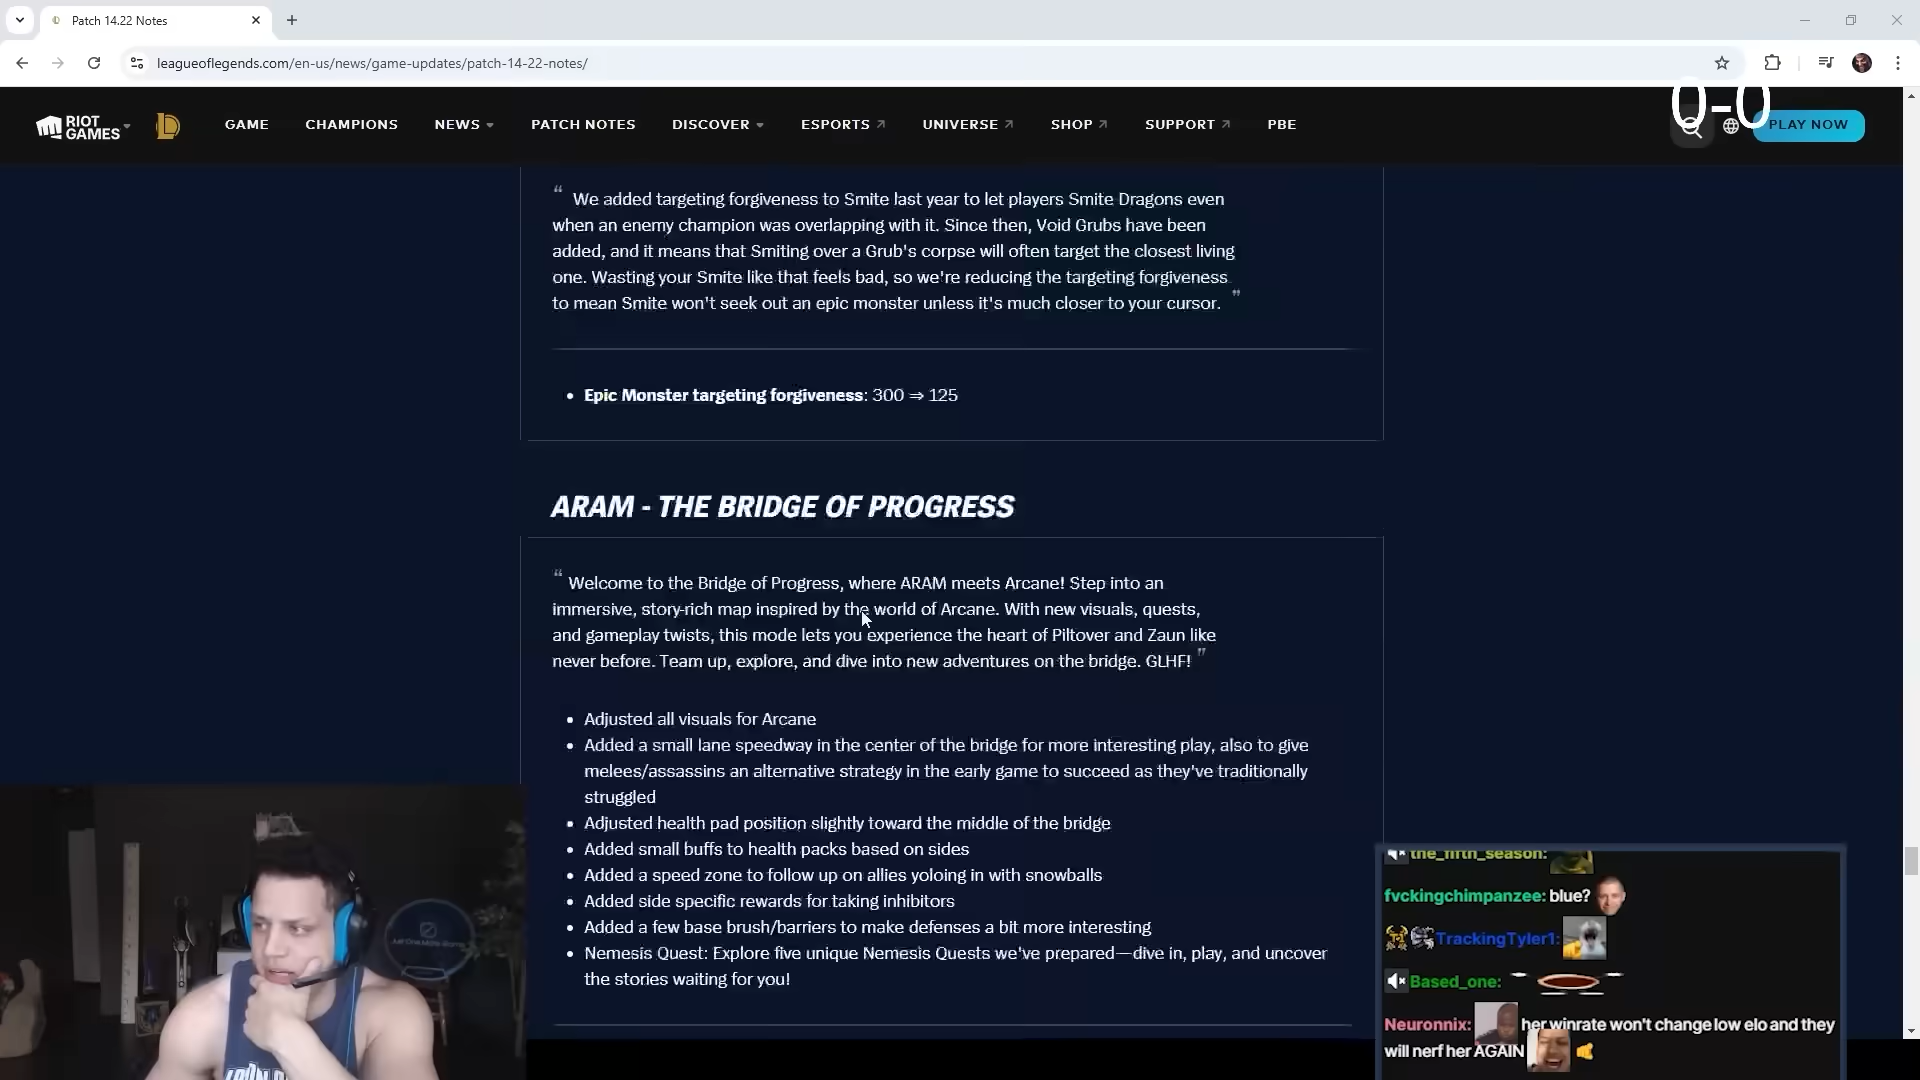 Patch 14.22 Notes
leagueoflegends.com/en-us/news/game-updates/patch-14-22-notes/
0-0
RIOT GAMES
GAME
CHAMPIONS
NEWS
PATCH NOTES
DISCOVER
ESPORTS
UNIVERSE
SHOP
SUPPORT
PBE
PLAY NOW
“ We added targeting forgiveness to Smite last year to let players Smite Dragons even
when an enemy champion was overlapping with it. Since then, Void Grubs have been
added, and it means that Smiting over a Grub's corpse will often target the closest living
one. Wasting your Smite like that feels bad, so we're reducing the targeting forgiveness
to mean Smite won't seek out an epic monster unless it's much closer to your cursor. ”
• Epic Monster targeting forgiveness: 300 ⇒ 125
ARAM - THE BRIDGE OF PROGRESS
“ Welcome to the Bridge of Progress, where ARAM meets Arcane! Step into an
immersive, story-rich map inspired by the world of Arcane. With new visuals, quests,
and gameplay twists, this mode lets you experience the heart of Piltover and Zaun like
never before. Team up, explore, and dive into new adventures on the bridge. GLHF! ”
• Adjusted all visuals for Arcane
• Added a small lane speedway in the center of the bridge for more interesting play, also to give
melees/assassins an alternative strategy in the early game to succeed as they've traditionally
struggled
• Adjusted health pad position slightly toward the middle of the bridge
• Added small buffs to health packs based on sides
• Added a speed zone to follow up on allies yoloing in with snowballs
• Added side specific rewards for taking inhibitors
• Added a few base brush/barriers to make defenses a bit more interesting
• Nemesis Quest: Explore five unique Nemesis Quests we've prepared—dive in, play, and uncover
the stories waiting for you!
Just One More Game
the_fifth_season:
fvckingchimpanzee: blue?
TrackingTyler1:
Based_one:
Neuronnix: her winrate won't change low elo and they
will nerf her AGAIN